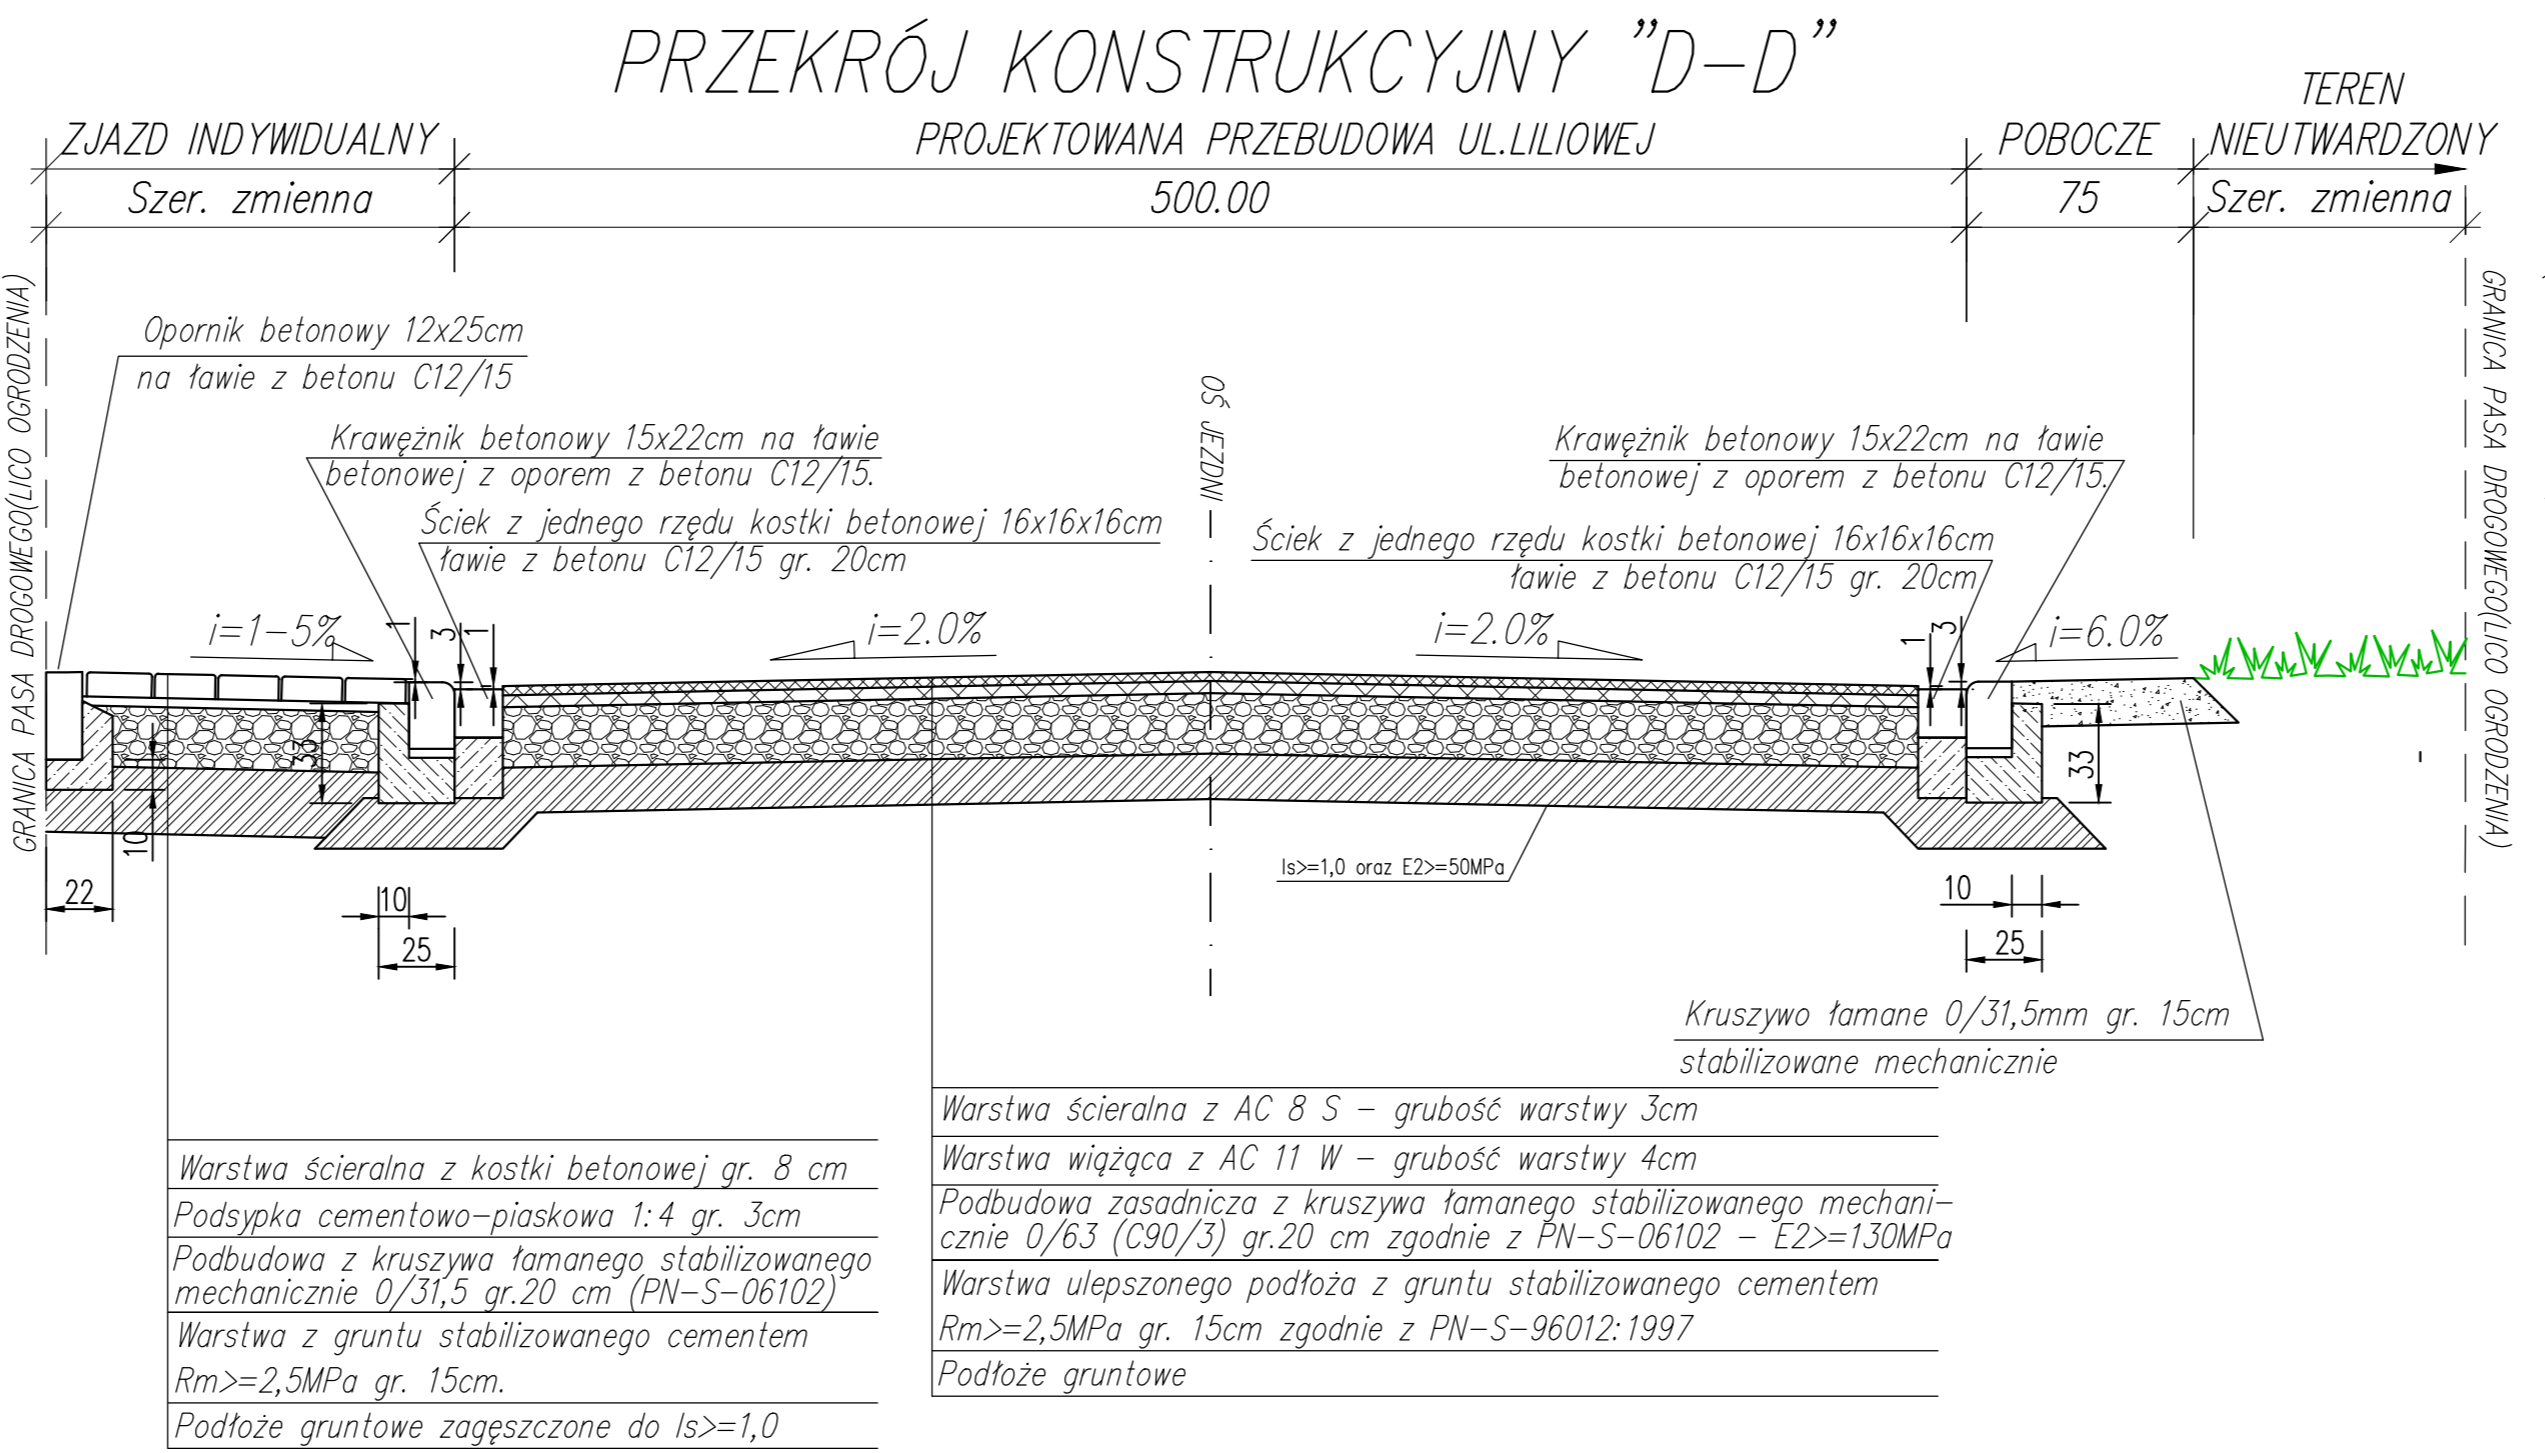 PRZEKRÓJ KONSTRUKCYJNY "D-D"
ZJAZD INDYWIDUALNY
PROJEKTOWANA PRZEBUDOWA UL.LILIOWEJ
POBOCZE
TEREN
NIEUTWARDZONY
Szer. zmienna
500.00
75
Szer. zmienna
GRANICA PASA DROGOWEGO(LICO OGRODZENIA)
Opornik betonowy 12x25cm
na ławie z betonu C12/15
Krawężnik betonowy 15x22cm na ławie
betonowej z oporem z betonu C12/15.
Ściek z jednego rzędu kostki betonowej 16x16x16cm
ławie z betonu C12/15 gr. 20cm
OŚ JEZDNI
Krawężnik betonowy 15x22cm na ławie
betonowej z oporem z betonu C12/15.
Ściek z jednego rzędu kostki betonowej 16x16x16cm
ławie z betonu C12/15 gr. 20cm
GRANICA PASA DROGOWEGO(LICO OGRODZENIA)
i=1-5%
1
3
1
i=2.0%
i=2.0%
1
3
i=6.0%
33
33
10
Is>=1,0 oraz E2>=50MPa
22
10
25
10
25
Kruszywo łamane 0/31,5mm gr. 15cm
stabilizowane mechanicznie
Warstwa ścieralna z kostki betonowej gr. 8 cm
Podsypka cementowo-piaskowa 1:4 gr. 3cm
Podbudowa z kruszywa łamanego stabilizowanego
mechanicznie 0/31,5 gr.20 cm (PN-S-06102)
Warstwa z gruntu stabilizowanego cementem
Rm>=2,5MPa gr. 15cm.
Podłoże gruntowe zagęszczone do Is>=1,0
Warstwa ścieralna z AC 8 S - grubość warstwy 3cm
Warstwa wiążąca z AC 11 W - grubość warstwy 4cm
Podbudowa zasadnicza z kruszywa łamanego stabilizowanego mechani-
cznie 0/63 (C90/3) gr.20 cm zgodnie z PN-S-06102 - E2>=130MPa
Warstwa ulepszonego podłoża z gruntu stabilizowanego cementem
Rm>=2,5MPa gr. 15cm zgodnie z PN-S-96012:1997
Podłoże gruntowe